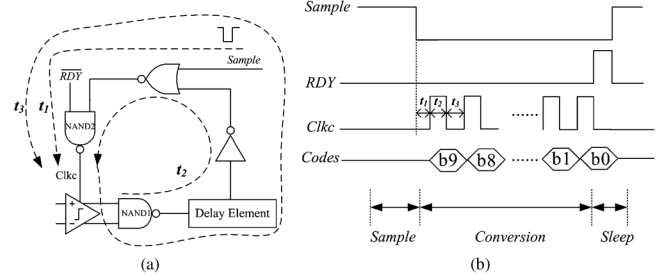 Sample
RDY
t3
t1
NAND2
t2
Clkc
+
-
NAND1
Delay Element
(a)
Sample
RDY
t1 t2 t3
Clkc
......
Codes
b9 b8 ...... b1 b0
Sample Conversion Sleep
(b)